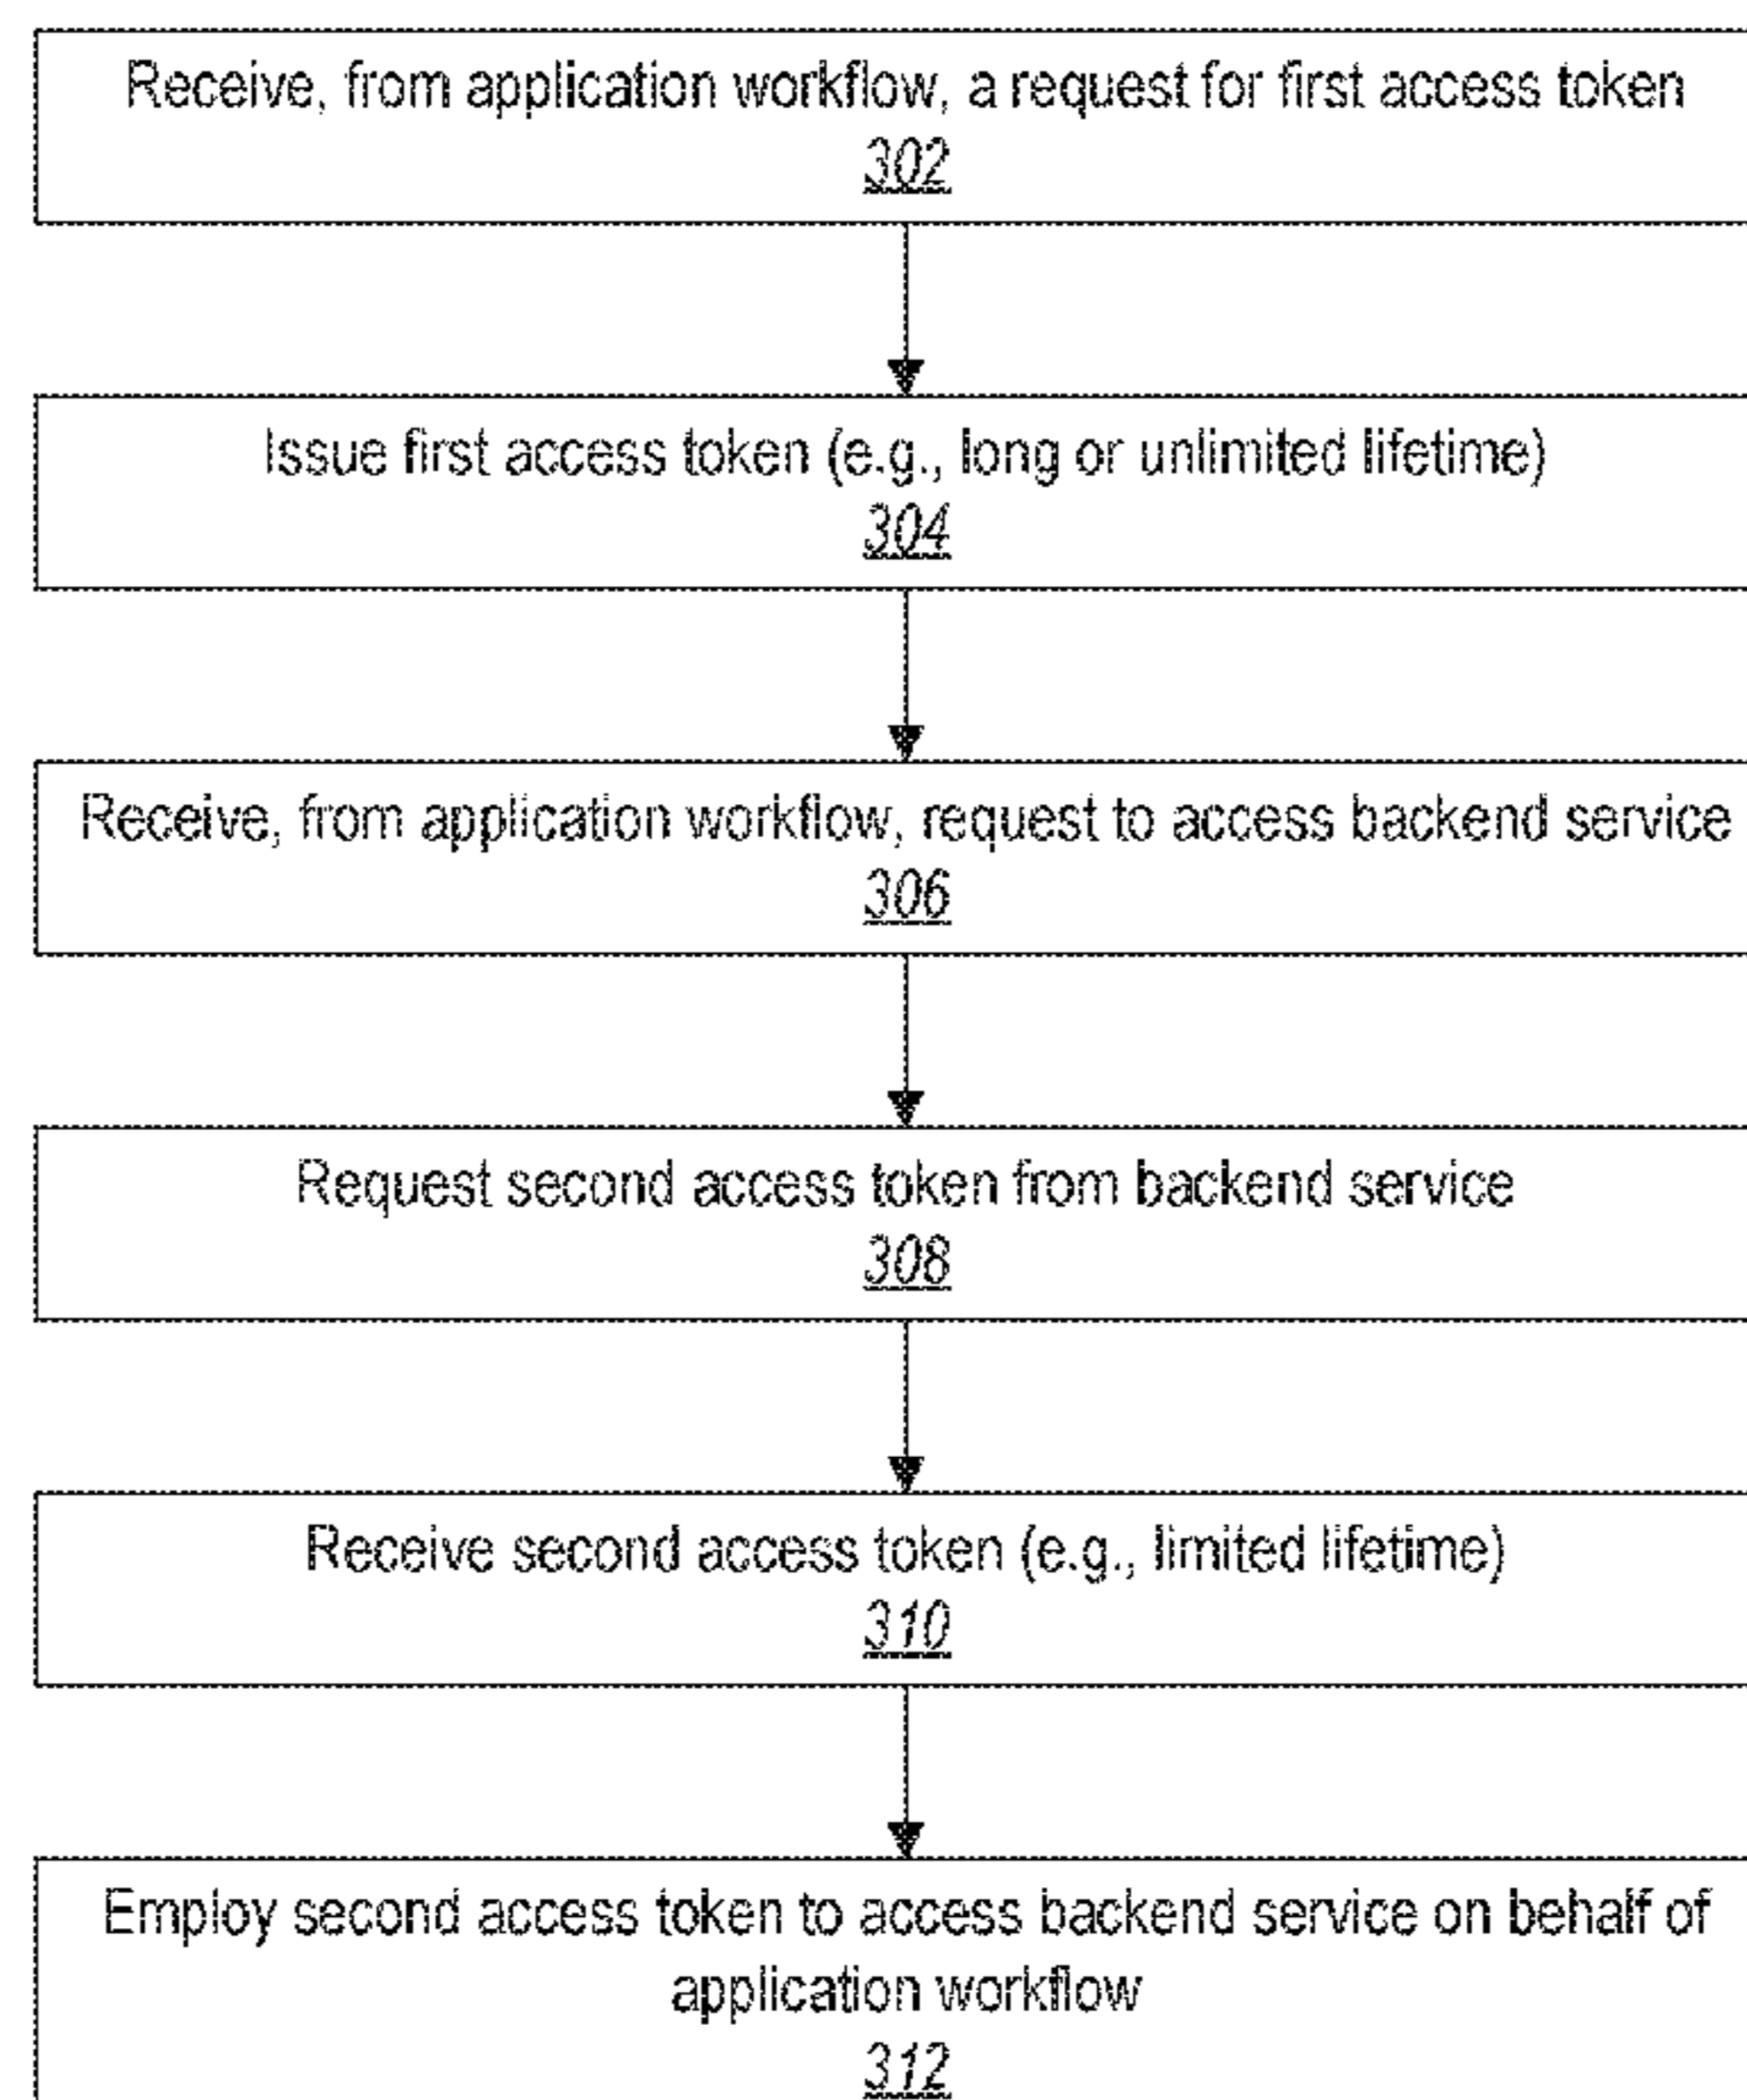 Receive, from application workflow, a request for first access token
302
Issue first access token (e.g., long or unlimited lifetime)
304
Receive, from application workflow, request to access backend service
306
Request second access token from backend service
308
Receive second access token (e.g., limited lifetime)
310
Employ second access token to access backend service on behalf of
application workflow
312